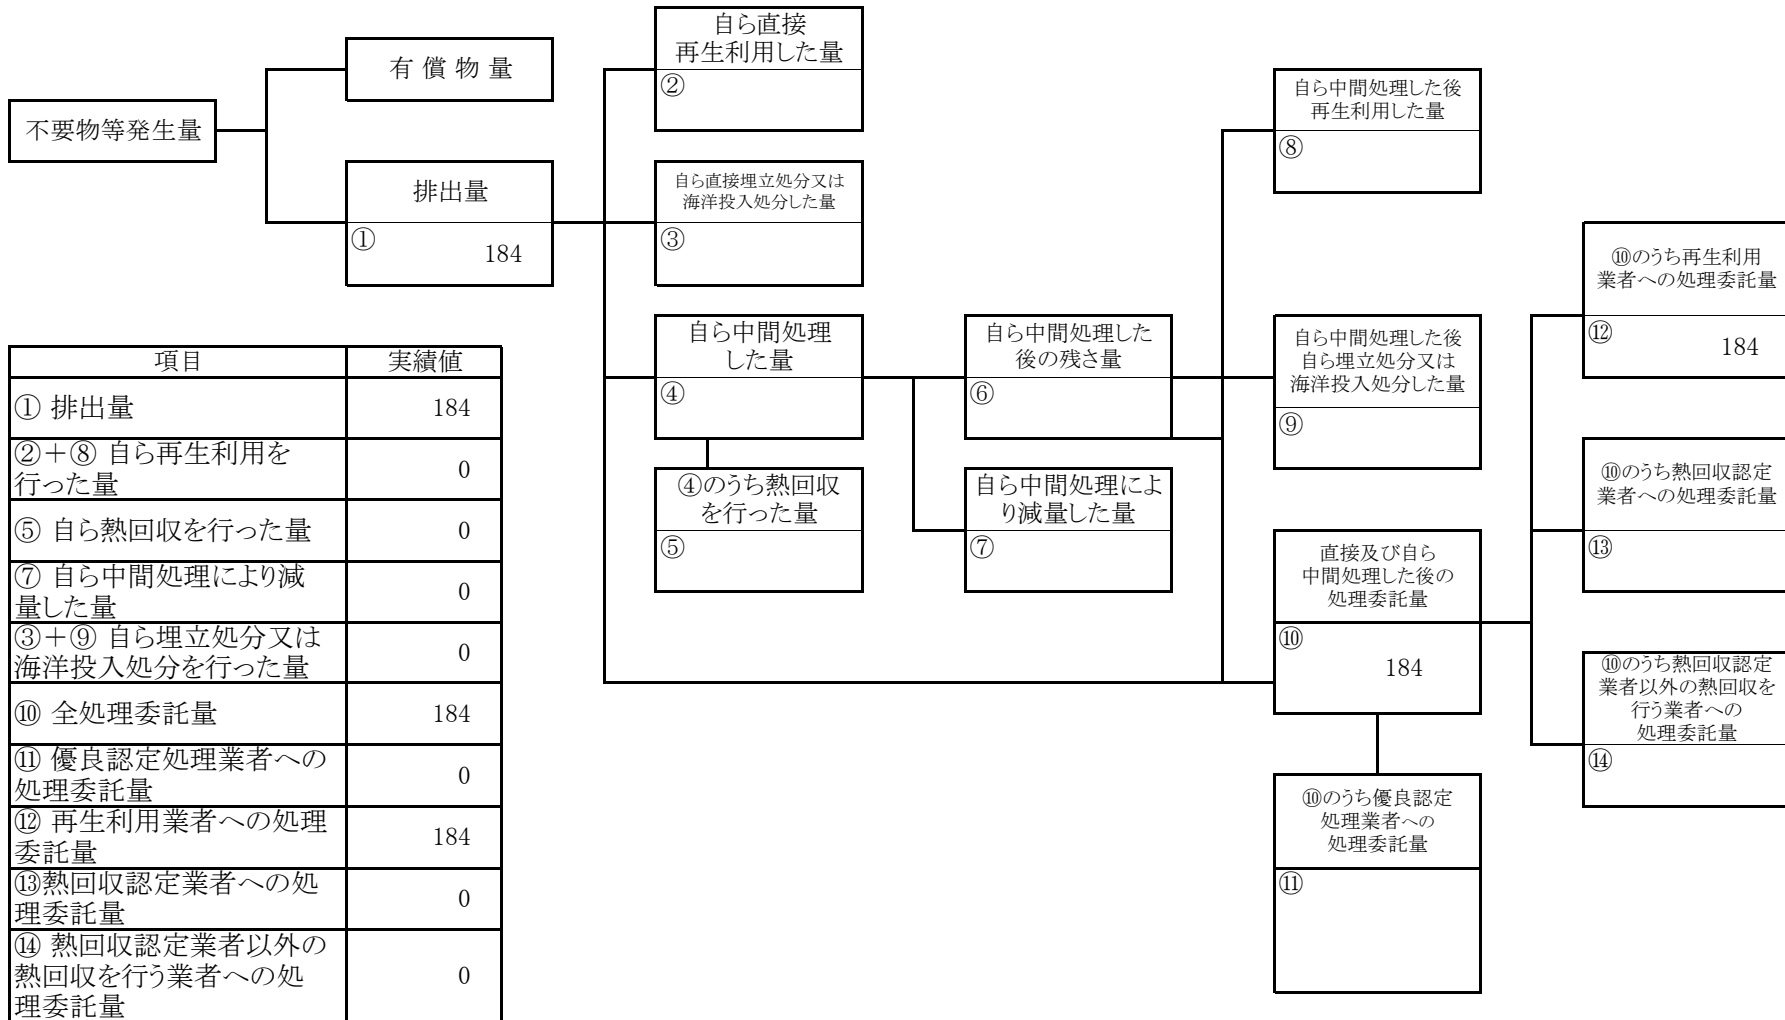 不要物等発生量
有 償 物 量
排出量
①
184
自ら直接
再生利用した量
②
自ら直接埋立処分又は
海洋投入処分した量
③
自ら中間処理
した量
④
④のうち熱回収
を行った量
⑤
自ら中間処理した
後の残さ量
⑥
自ら中間処理によ
り減量した量
⑦
自ら中間処理した後
再生利用した量
⑧
自ら中間処理した後
自ら埋立処分又は
海洋投入処分した量
⑨
直接及び自ら
中間処理した後の
処理委託量
⑩
184
⑩のうち優良認定
処理業者への
処理委託量
⑪
⑩のうち再生利用
業者への処理委託量
⑫
184
⑩のうち熱回収認定
業者への処理委託量
⑬
⑩のうち熱回収認定
業者以外の熱回収を
行う業者への
処理委託量
⑭
項目 実績値
① 排出量 184
②＋⑧ 自ら再生利用を
行った量 0
⑤ 自ら熱回収を行った量 0
⑦ 自ら中間処理により減
量した量 0
③＋⑨ 自ら埋立処分又は
海洋投入処分を行った量 0
⑩ 全処理委託量 184
⑪ 優良認定処理業者への
処理委託量 0
⑫ 再生利用業者への処理
委託量 184
⑬熱回収認定業者への処
理委託量 0
⑭ 熱回収認定業者以外の
熱回収を行う業者への処
理委託量 0